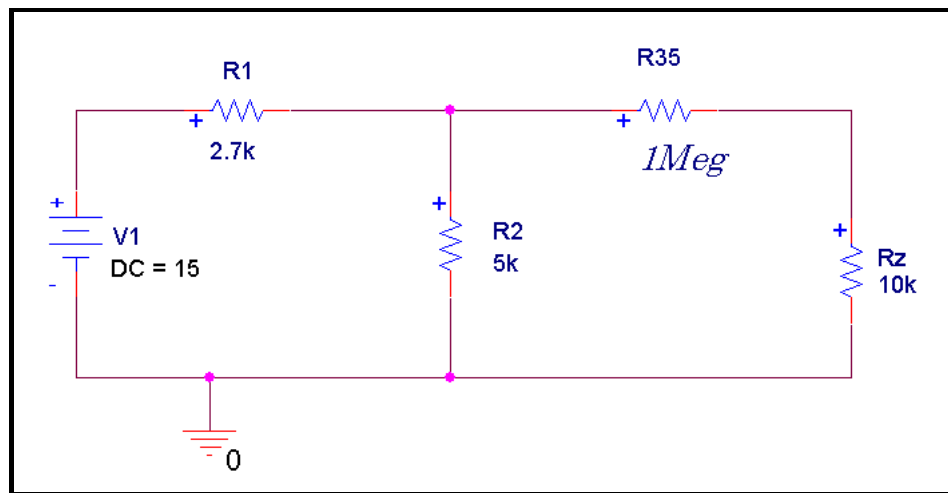 R1
2.7k
R35
1Meg
+
+
+
V1
DC = 15
-
+
R2
5k
+
Rz
10k
0